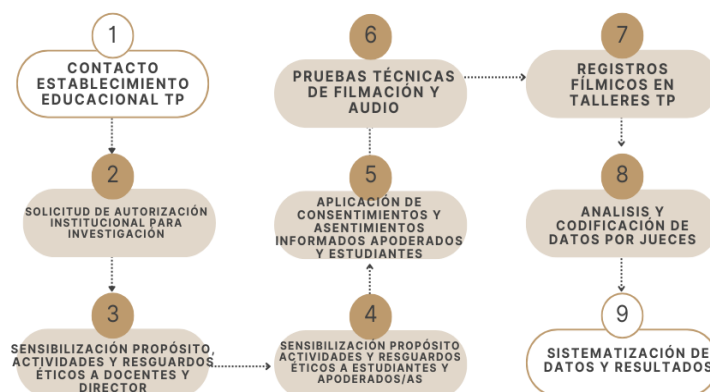 1
CONTACTO
ESTABLECIMIENTO
EDUCACIONAL TP
2
SOLICITUD DE AUTORIZACIÓN
INSTITUCIONAL PARA
INVESTIGACIÓN
3
SENSIBILIZACIÓN PROPÓSITO,
ACTIVIDADES Y RESGUARDOS
ÉTICOS A DOCENTES Y
DIRECTOR
4
SENSIBILIZACIÓN PROPÓSITO
ACTIVIDADES Y RESGUARDOS
ÉTICOS A ESTUDIANTES Y
APODERADOS/AS
5
APLICACIÓN DE
CONSENTIMIENTOS Y
ASENTIMIENTOS
INFORMADOS APODERADOS
Y ESTUDIANTES
6
PRUEBAS TÉCNICAS
DE FILMACIÓN Y
AUDIO
7
REGISTROS
FÍLMICOS EN
TALLERES TP
8
ANALISIS Y
CODIFICACIÓN DE
DATOS POR JUECES
9
SISTEMATIZACIÓN DE
DATOS Y RESULTADOS